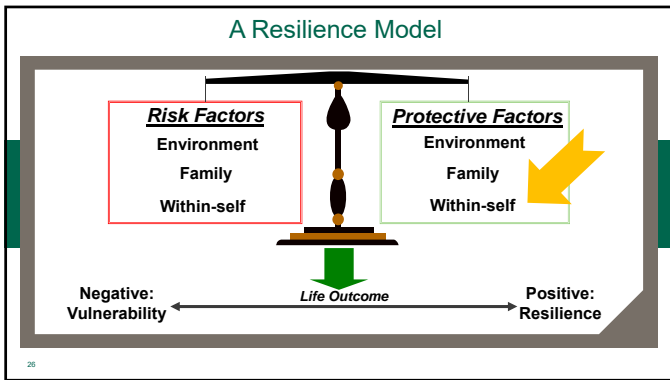 A Resilience Model
Risk Factors
Environment
Family
Within-self
Protective Factors
Environment
Family
Within-self
Negative:
Vulnerability
Life Outcome
Positive:
Resilience
26